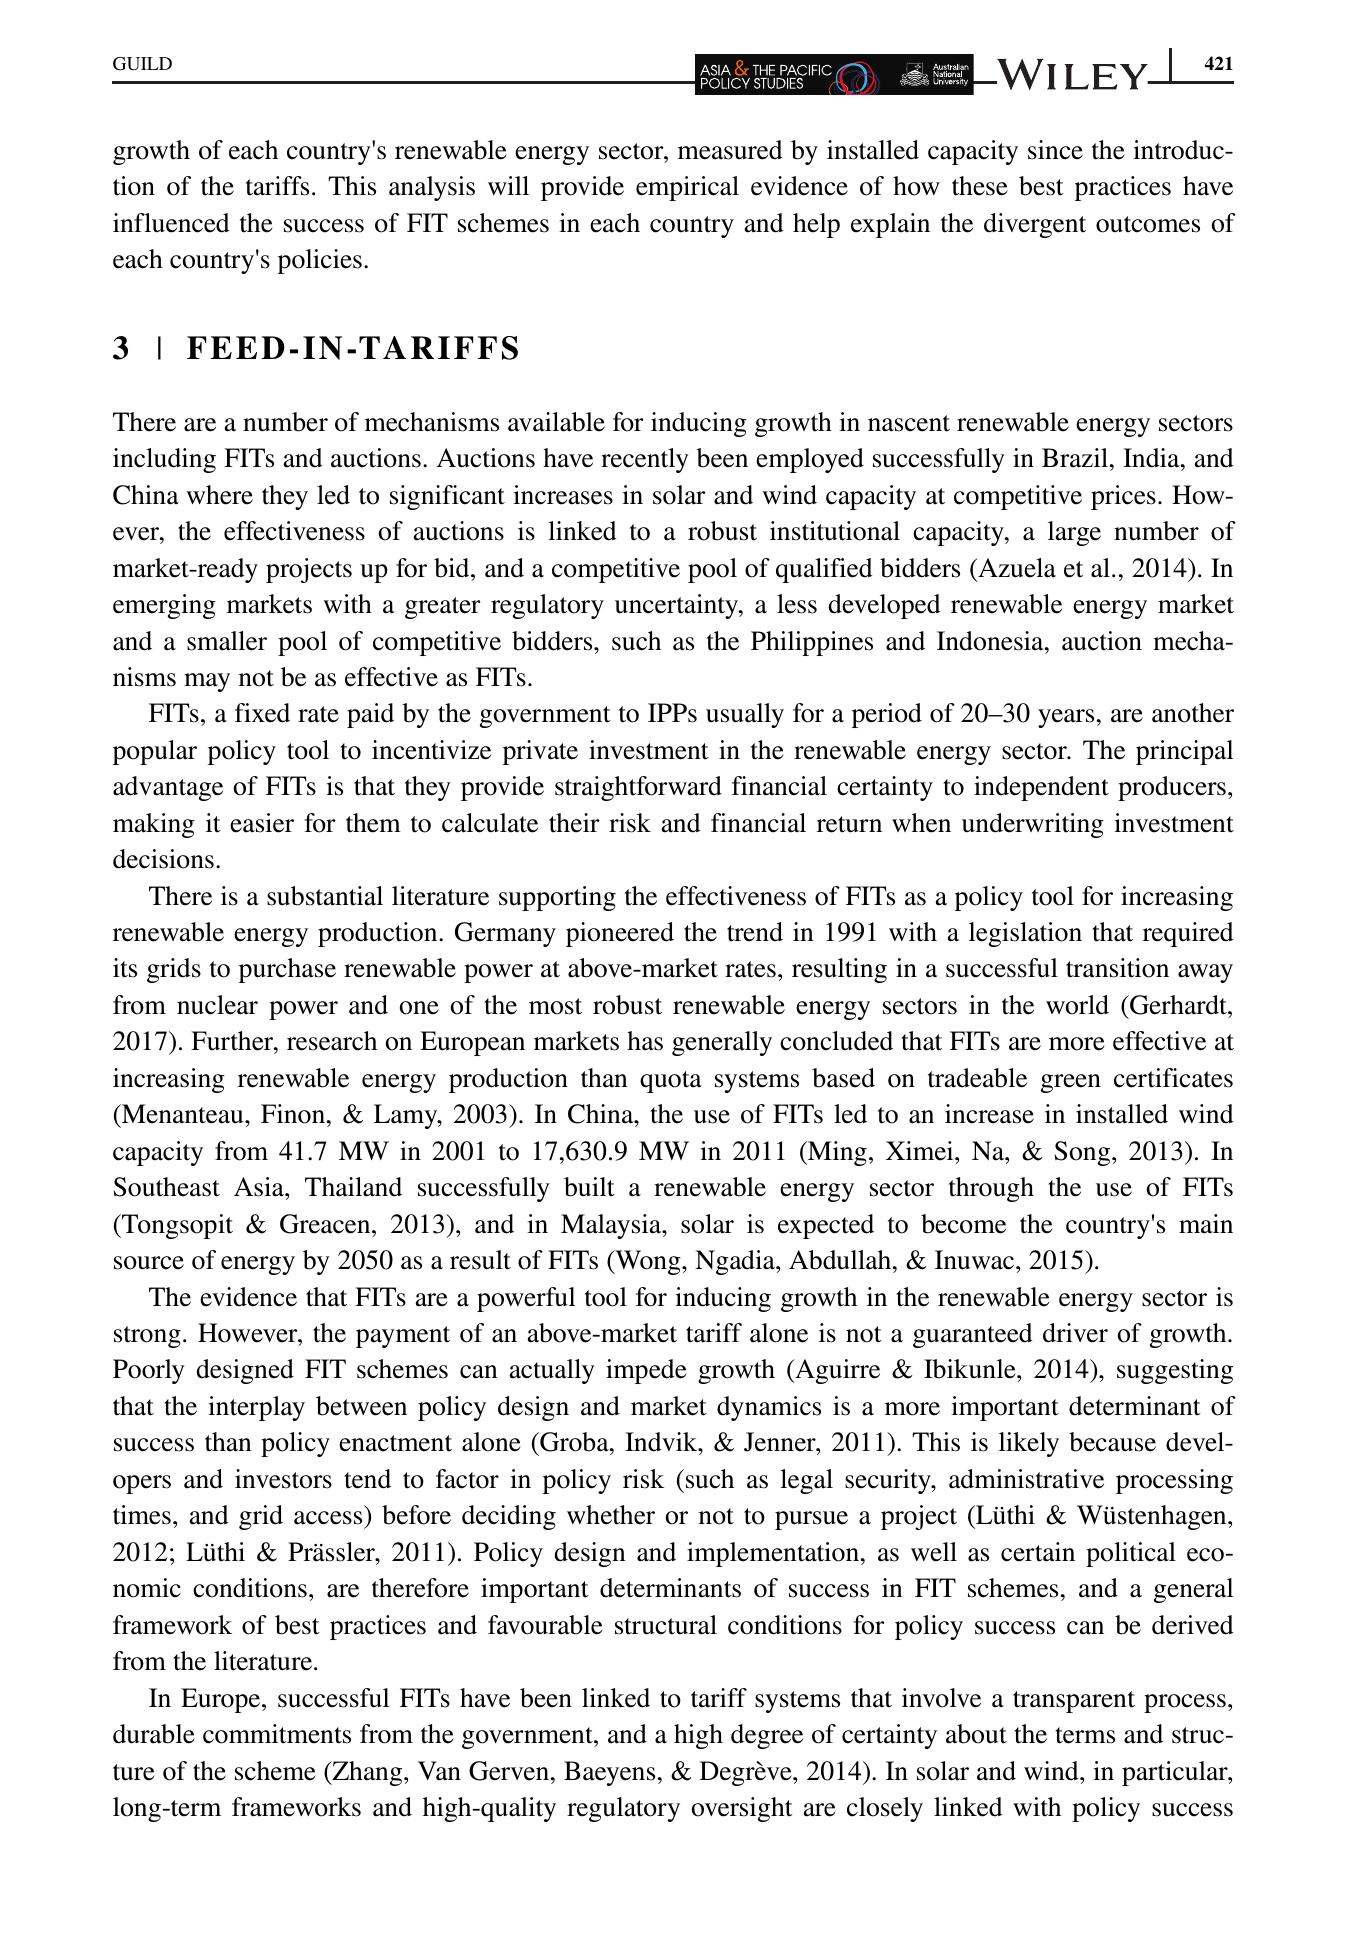 GUILD
ASIA & THE PACIFIC
POLICY STUDIES
Australian
National
University
WILEY
421
growth of each country's renewable energy sector, measured by installed capacity since the introduc-
tion of the tariffs. This analysis will provide empirical evidence of how these best practices have
influenced the success of FIT schemes in each country and help explain the divergent outcomes of
each country's policies.
3 | FEED-IN-TARIFFS
There are a number of mechanisms available for inducing growth in nascent renewable energy sectors
including FITs and auctions. Auctions have recently been employed successfully in Brazil, India, and
China where they led to significant increases in solar and wind capacity at competitive prices. How-
ever, the effectiveness of auctions is linked to a robust institutional capacity, a large number of
market-ready projects up for bid, and a competitive pool of qualified bidders (Azuela et al., 2014). In
emerging markets with a greater regulatory uncertainty, a less developed renewable energy market
and a smaller pool of competitive bidders, such as the Philippines and Indonesia, auction mecha-
nisms may not be as effective as FITs.
FITs, a fixed rate paid by the government to IPPs usually for a period of 20–30 years, are another
popular policy tool to incentivize private investment in the renewable energy sector. The principal
advantage of FITs is that they provide straightforward financial certainty to independent producers,
making it easier for them to calculate their risk and financial return when underwriting investment
decisions.
There is a substantial literature supporting the effectiveness of FITs as a policy tool for increasing
renewable energy production. Germany pioneered the trend in 1991 with a legislation that required
its grids to purchase renewable power at above-market rates, resulting in a successful transition away
from nuclear power and one of the most robust renewable energy sectors in the world (Gerhardt,
2017). Further, research on European markets has generally concluded that FITs are more effective at
increasing renewable energy production than quota systems based on tradeable green certificates
(Menanteau, Finon, & Lamy, 2003). In China, the use of FITs led to an increase in installed wind
capacity from 41.7 MW in 2001 to 17,630.9 MW in 2011 (Ming, Ximei, Na, & Song, 2013). In
Southeast Asia, Thailand successfully built a renewable energy sector through the use of FITs
(Tongsopit & Greacen, 2013), and in Malaysia, solar is expected to become the country's main
source of energy by 2050 as a result of FITs (Wong, Ngadia, Abdullah, & Inuwac, 2015).
The evidence that FITs are a powerful tool for inducing growth in the renewable energy sector is
strong. However, the payment of an above-market tariff alone is not a guaranteed driver of growth.
Poorly designed FIT schemes can actually impede growth (Aguirre & Ibikunle, 2014), suggesting
that the interplay between policy design and market dynamics is a more important determinant of
success than policy enactment alone (Groba, Indvik, & Jenner, 2011). This is likely because devel-
opers and investors tend to factor in policy risk (such as legal security, administrative processing
times, and grid access) before deciding whether or not to pursue a project (Lüthi & Wüstenhagen,
2012; Lüthi & Prässler, 2011). Policy design and implementation, as well as certain political eco-
nomic conditions, are therefore important determinants of success in FIT schemes, and a general
framework of best practices and favourable structural conditions for policy success can be derived
from the literature.
In Europe, successful FITs have been linked to tariff systems that involve a transparent process,
durable commitments from the government, and a high degree of certainty about the terms and struc-
ture of the scheme (Zhang, Van Gerven, Baeyens, & Degrève, 2014). In solar and wind, in particular,
long-term frameworks and high-quality regulatory oversight are closely linked with policy success